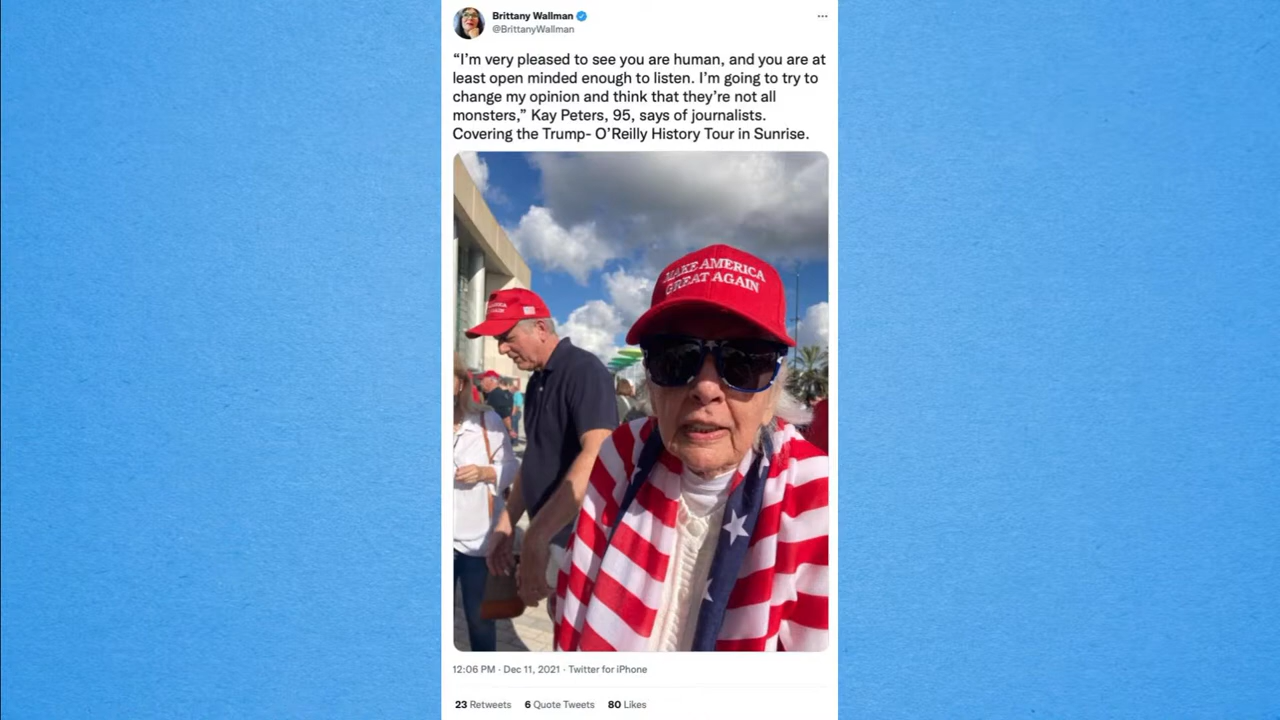 Brittany Wallman
@BrittanyWallman
“I’m very pleased to see you are human, and you are at
least open minded enough to listen. I’m going to try to
change my opinion and think that they’re not all
monsters,” Kay Peters, 95, says of journalists.
Covering the Trump- O’Reilly History Tour in Sunrise.
MAKE AMERICA
GREAT AGAIN
12:06 PM · Dec 11, 2021 · Twitter for iPhone
23 Retweets 6 Quote Tweets 80 Likes